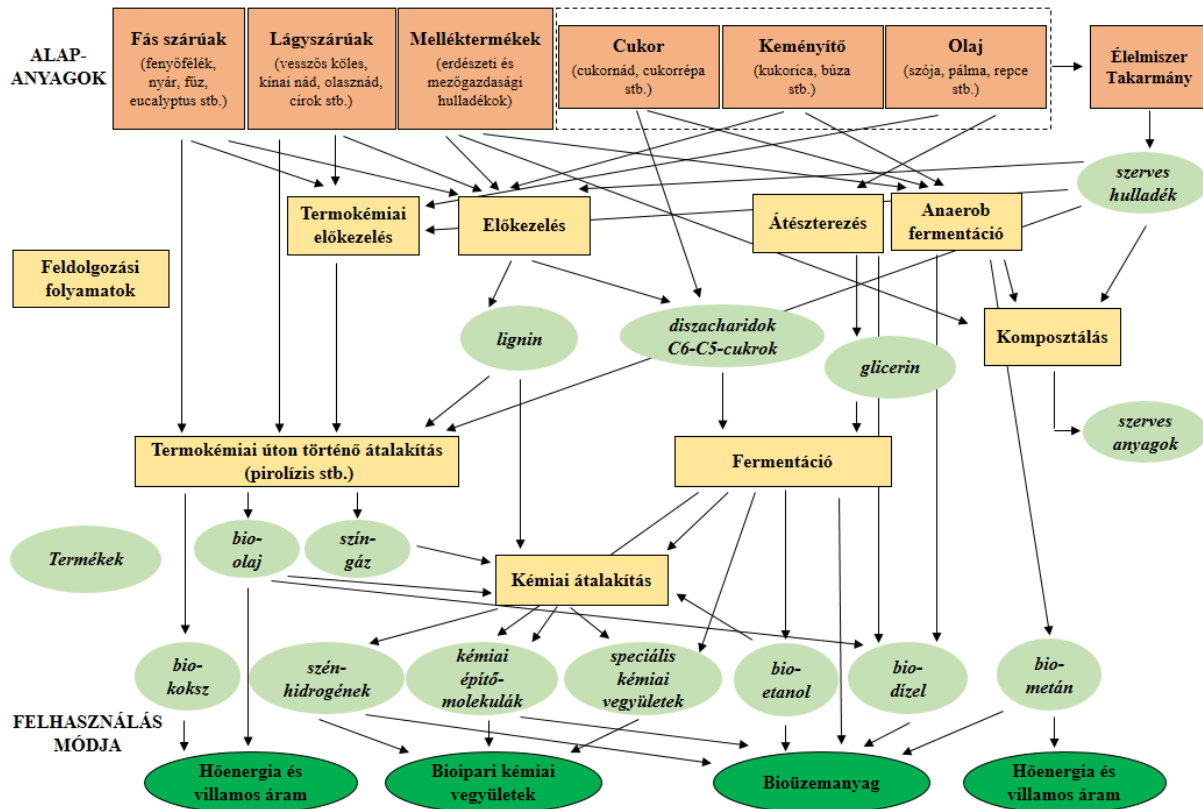 ALAP-
ANYAGOK
Fás szárúak
(fenyőfélék,
nyár, fűz,
eucalyptus stb.)
Lágyszárúak
(vesszős köles,
kínai nád, olasznád,
cirok stb.)
Melléktermékek
(erdészeti és
mezőgazdasági
hulladékok)
Cukor
(cukornád, cukorrépa
stb.)
Keményítő
(kukorica, búza
stb.)
Olaj
(szója, pálma, repce
stb.)
Élelmiszer
Takarmány
szerves
hulladék
Termokémiai
előkezelés
Előkezelés
Átészterezés
Anaerob
fermentáció
Feldolgozási
folyamatok
lignin
diszacharidok
C6-C5-cukrok
glicerin
Komposztálás
szerves
anyagok
Termokémiai úton történő átalakítás
(pirolízis stb.)
Fermentáció
Termékek
bio-
olaj
szín-
gáz
Kémiai átalakítás
bio-
koksz
szén-
hidrogének
kémiai
építő-
molekulák
speciális
kémiai
vegyületek
bio-
etanol
bio-
dízel
bio-
metán
FELHASZNÁLÁS
MÓDJA
Hőenergia és
villamos áram
Bioipari kémiai
vegyületek
Bioüzemanyag
Hőenergia és
villamos áram